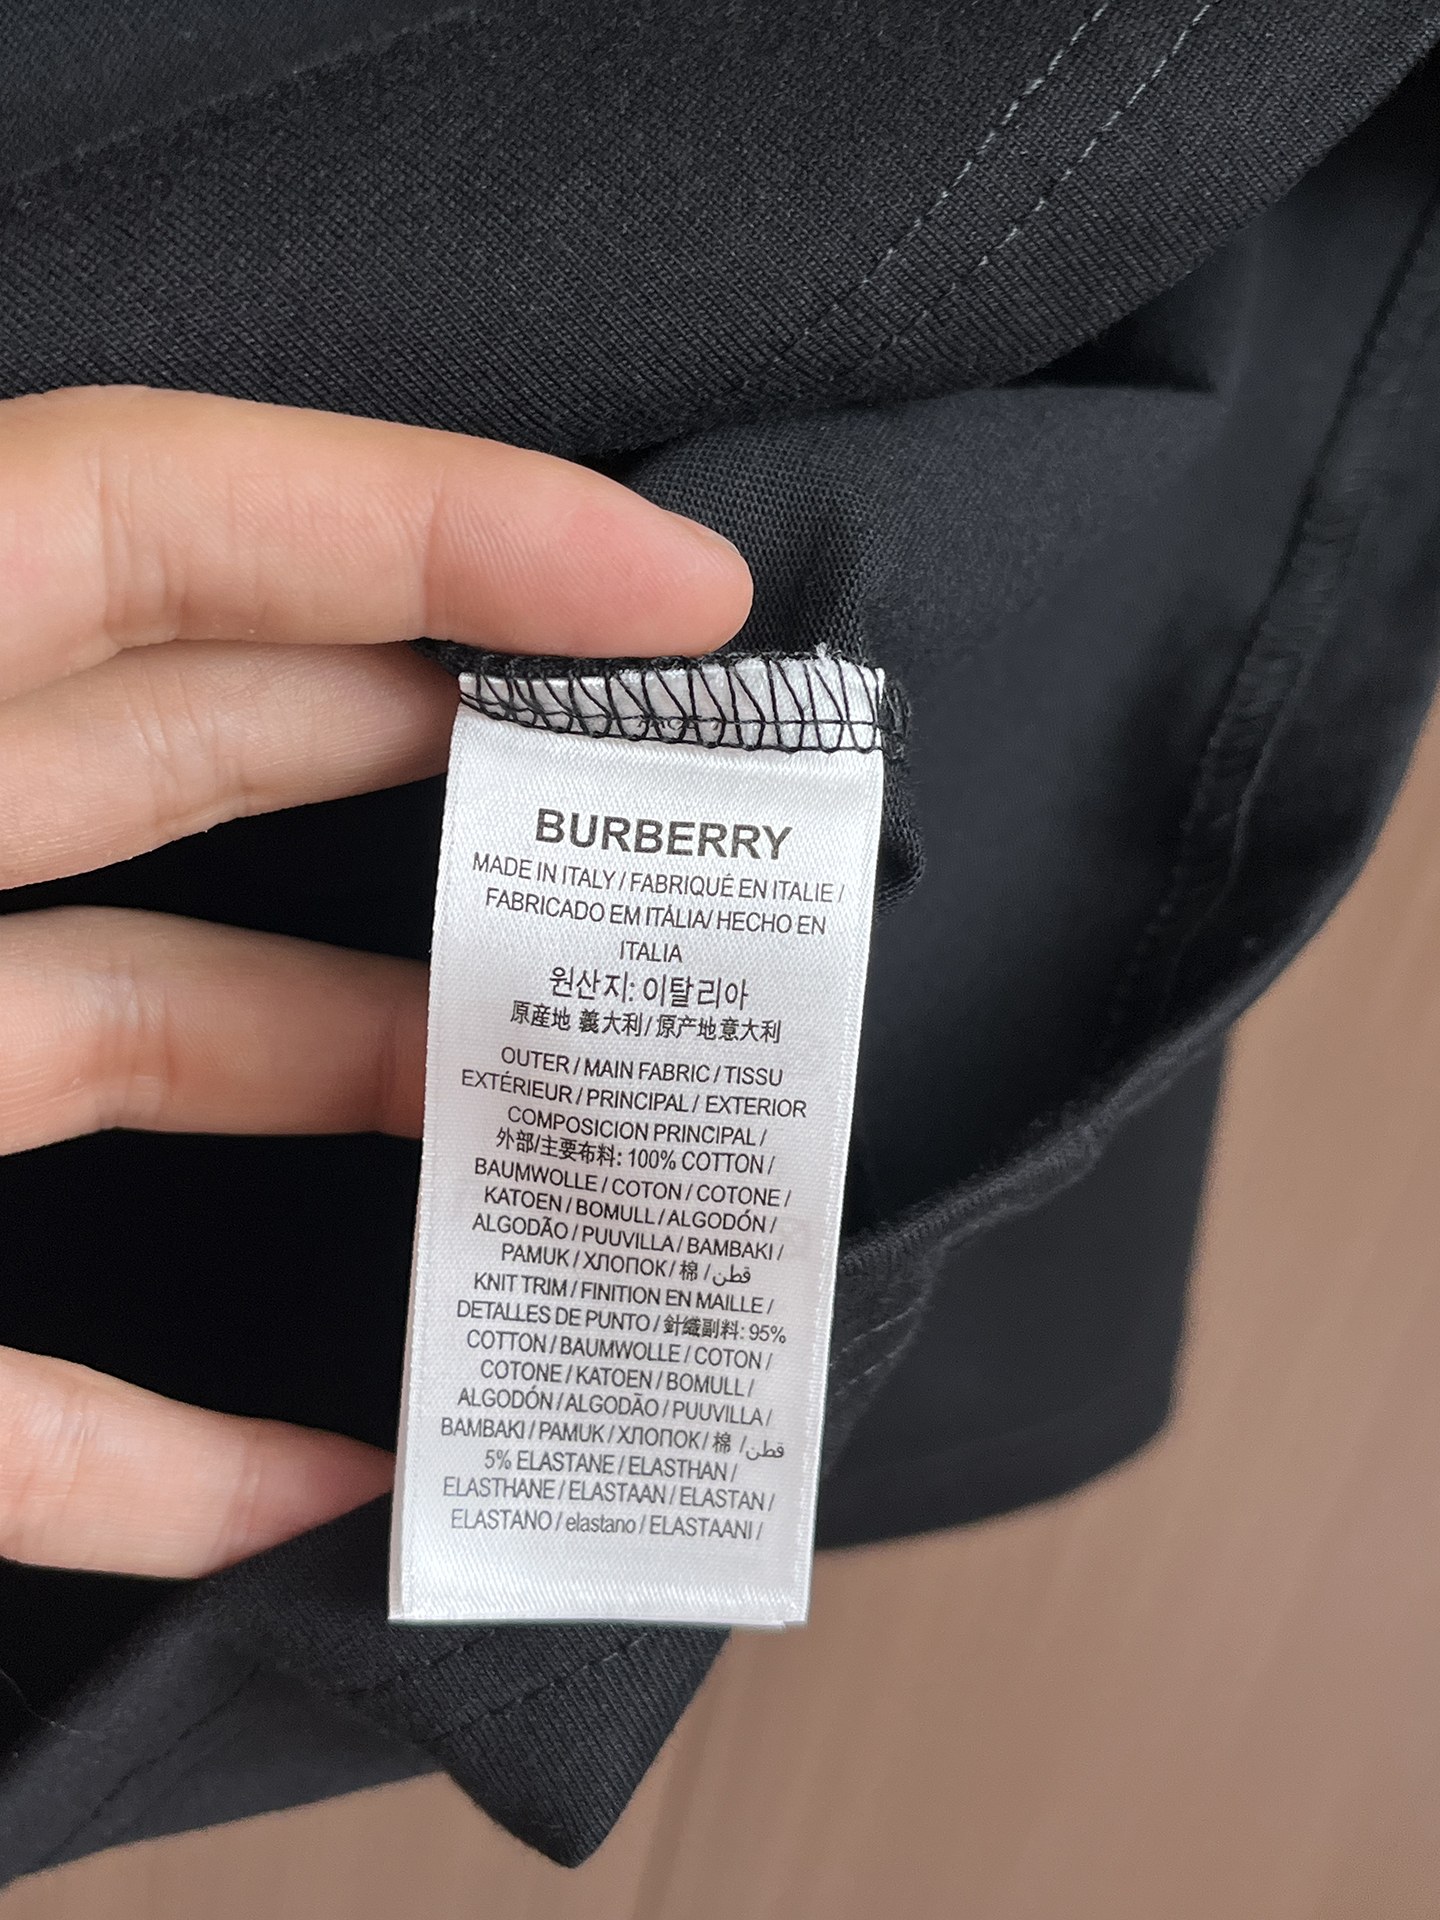 BURBERRY
MADE IN ITALY / FABRIQUÉ EN ITALIE /
FABRICADO EM ITÁLIA/ HECHO EN
ITALIA
원산지: 이탈리아
原産地 義大利/ 原产地意大利
OUTER / MAIN FABRIC / TISSU
EXTÉRIEUR / PRINCIPAL / EXTERIOR
COMPOSICION PRINCIPAL /
外部/主要布料: 100% COTTON /
BAUMWOLLE / COTON / COTONE /
KATOEN / BOMULL / ALGODÓN /
ALGODÃO / PUUVILLA / BAMBAKI /
PAMUK / ХЛОПОК / 棉 / قطن
KNIT TRIM / FINITION EN MAILLE /
DETALLES DE PUNTO / 針織副料: 95%
COTTON / BAUMWOLLE / COTON /
COTONE / KATOEN / BOMULL /
ALGODÓN / ALGODÃO / PUUVILLA /
BAMBAKI / PAMUK / ХЛОПОК / 棉 / قطن
5% ELASTANE / ELASTHAN /
ELASTHANE / ELASTAAN / ELASTAN /
ELASTANO / elastano / ELASTAANI /